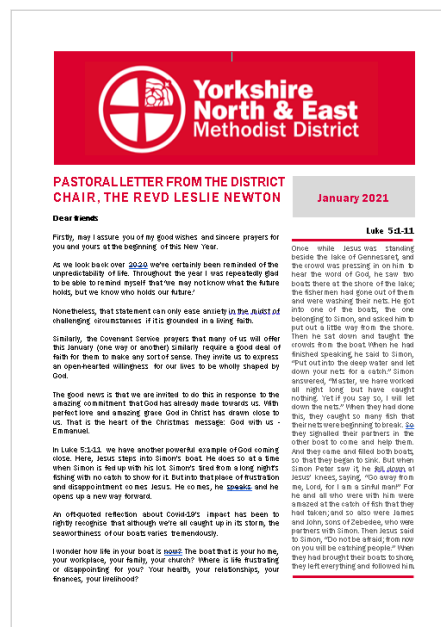 Yorkshire
North & East
Methodist District
PASTORAL LETTER FROM THE DISTRICT
CHAIR, THE REVD LESLIE NEWTON
January 2021
Dear friends
Firstly, may I assure you of my good wishes and sincere prayers for
you and yours at the beginning of this New Year.
As we look back over 2020 we're certainly been reminded of the
unpredictability of life. Throughout the year I was repeatedly glad
to be able to remind myself that 'we may not know what the future
holds, but we know who holds our future.'
Nonetheless, that statement can only ease anxiety in the midst of
challenging circumstances if it is grounded in a living faith.
Similarly, the Covenant Service prayers that many of us will offer
this January (one way or another) similarly require a good deal of
faith for them to make any sort of sense. They invite us to express
an open-hearted willingness for our lives to be wholly shaped by
God.
The good news is that we are invited to do this in response to the
amazing commitment that God has already made towards us. With
perfect love and amazing grace God in Christ has drawn close to
us. That is the heart of the Christmas message: God with us -
Emmanuel.
In Luke 5:1-11 we have another powerful example of God coming
close. Here, Jesus steps into Simon's boat. He does so at a time
when Simon is fed up with his lot. Simon's tired from a long night's
fishing with no catch to show for it. But into that place of frustration
and disappointment comes Jesus. He comes, he speaks and he
opens up a new way forward.
An oft-quoted reflection about Covid-19's impact has been to
rightly recognise that although we're all caught up in its storm, the
seaworthiness of our boats varies tremendously.
I wonder how life in your boat is now? The boat that is your home,
your workplace, your family, your church? Where is life frustrating
or disappointing for you? Your health, your relationships, your
finances, your livelihood?
Luke 5:1-11
Once while Jesus was standing
beside the lake of Gennesaret, and
the crowd was pressing in on him to
hear the word of God, he saw two
boats there at the shore of the lake;
the fishermen had gone out of them
and were washing their nets. He got
into one of the boats, the one
belonging to Simon, and asked him to
put out a little way from the shore.
Then he sat down and taught the
crowds from the boat. When he had
finished speaking, he said to Simon,
"Put out into the deep water and let
down your nets for a catch." Simon
answered, "Master, we have worked
all night long but have caught
nothing. Yet if you say so, I will let
down the nets." When they had done
this, they caught so many fish that
their nets were beginning to break. So
they signalled their partners in the
other boat to come and help them.
And they came and filled both boats,
so that they began to sink. But when
Simon Peter saw it, he fell down at
Jesus' knees, saying, "Go away from
me, Lord, for I am a sinful man!" For
he and all who were with him were
amazed at the catch of fish that they
had taken; and so also were James
and John, sons of Zebedee, who were
partners with Simon. Then Jesus said
to Simon, "Do not be afraid; from now
on you will be catching people." When
they had brought their boats to shore,
they left everything and followed him.